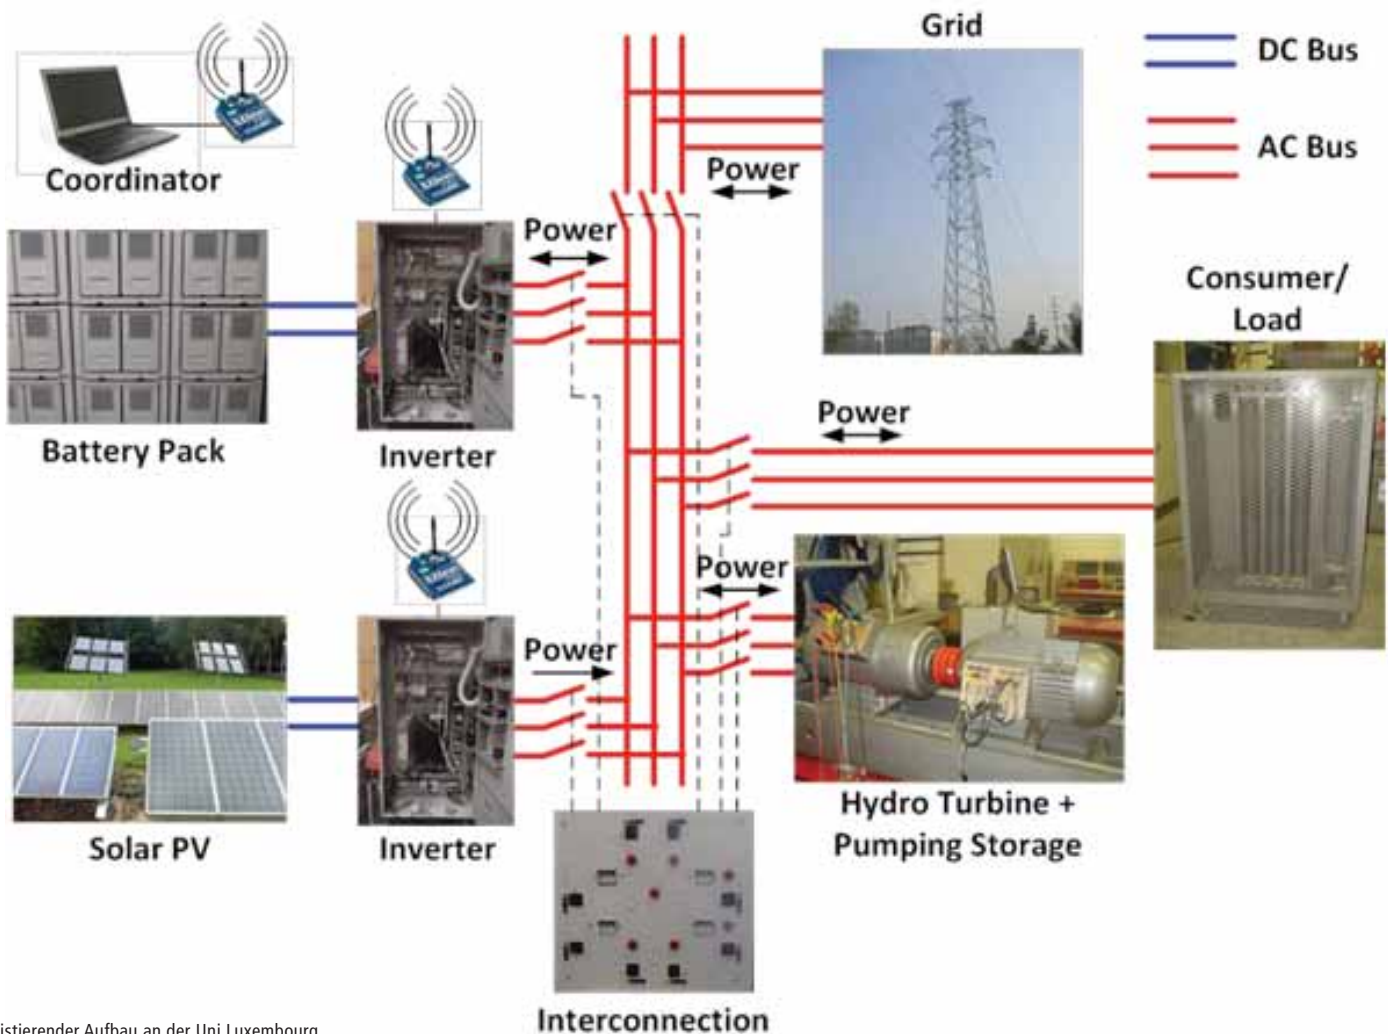 Grid
DC Bus
AC Bus
Coordinator
Power
Power
Consumer/
Load
Power
Battery Pack
Inverter
Power
Power
Solar PV
Inverter
Hydro Turbine +
Pumping Storage
Interconnection
istierender Aufbau an der Uni Luxembourg